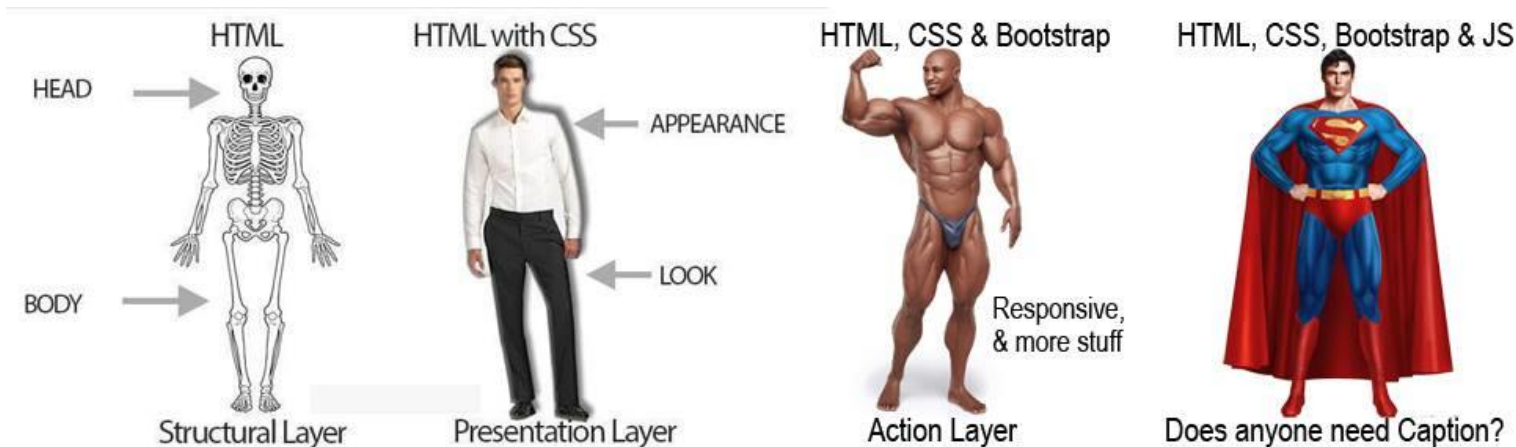 HTML
HEAD
BODY
Structural Layer
HTML with CSS
APPEARANCE
LOOK
Presentation Layer
HTML, CSS & Bootstrap
Responsive,
& more stuff
Action Layer
HTML, CSS, Bootstrap & JS
S
Does anyone need Caption?